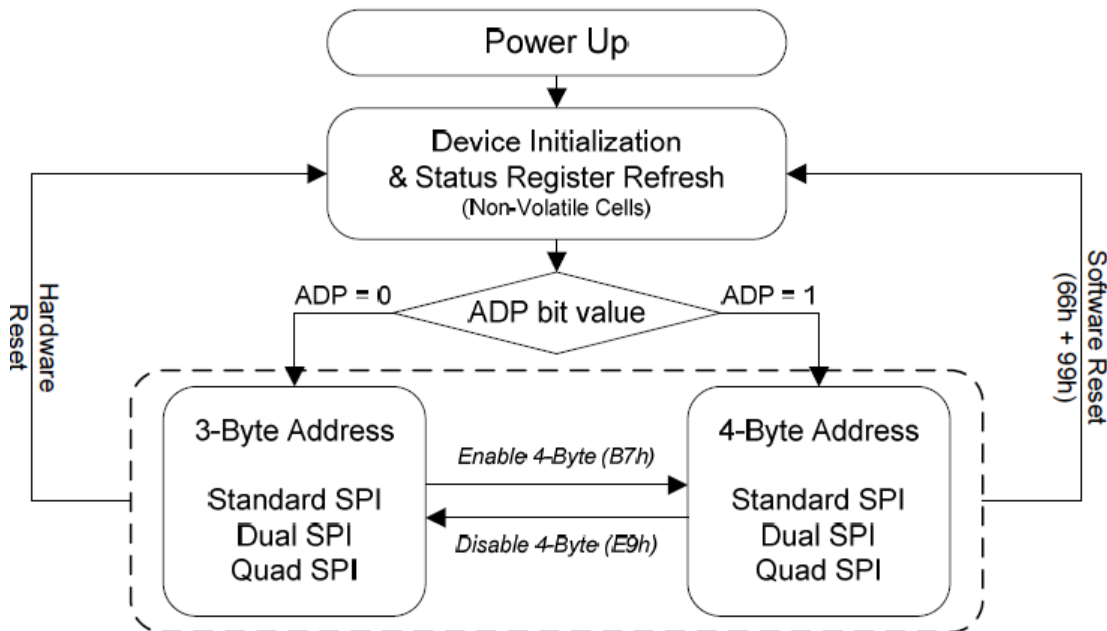 Power Up
Device Initialization
& Status Register Refresh
(Non-Volatile Cells)
ADP = 0
ADP bit value
ADP = 1
Hardware
Reset
Software Reset
(66h + 99h)
3-Byte Address
Standard SPI
Dual SPI
Quad SPI
Enable 4-Byte (B7h)
Disable 4-Byte (E9h)
4-Byte Address
Standard SPI
Dual SPI
Quad SPI